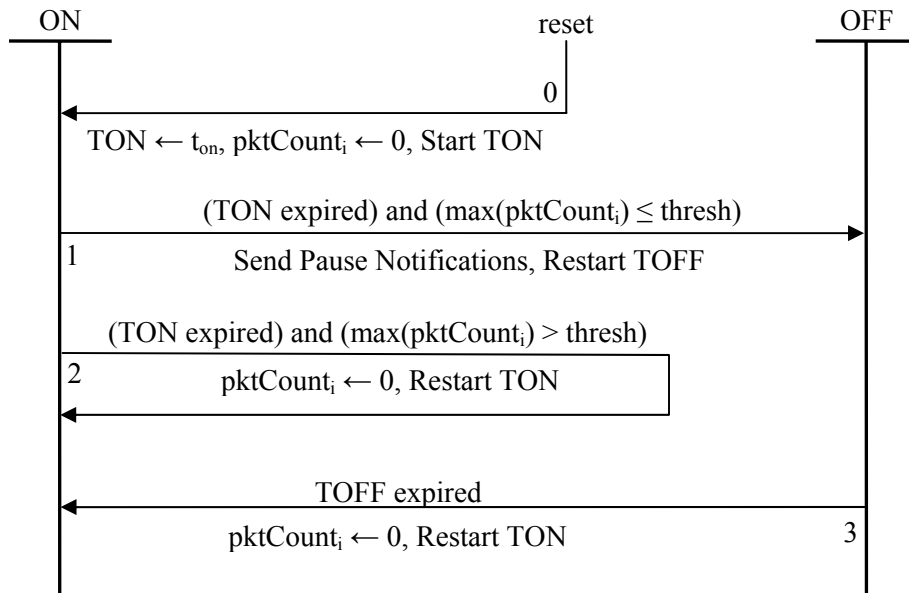 ON reset OFF
0
TON ← tₒₙ, pktCountᵢ ← 0, Start TON
(TON expired) and (max(pktCountᵢ) ≤ thresh)
1
Send Pause Notifications, Restart TOFF
(TON expired) and (max(pktCountᵢ) > thresh)
2
pktCountᵢ ← 0, Restart TON
TOFF expired
pktCountᵢ ← 0, Restart TON
3